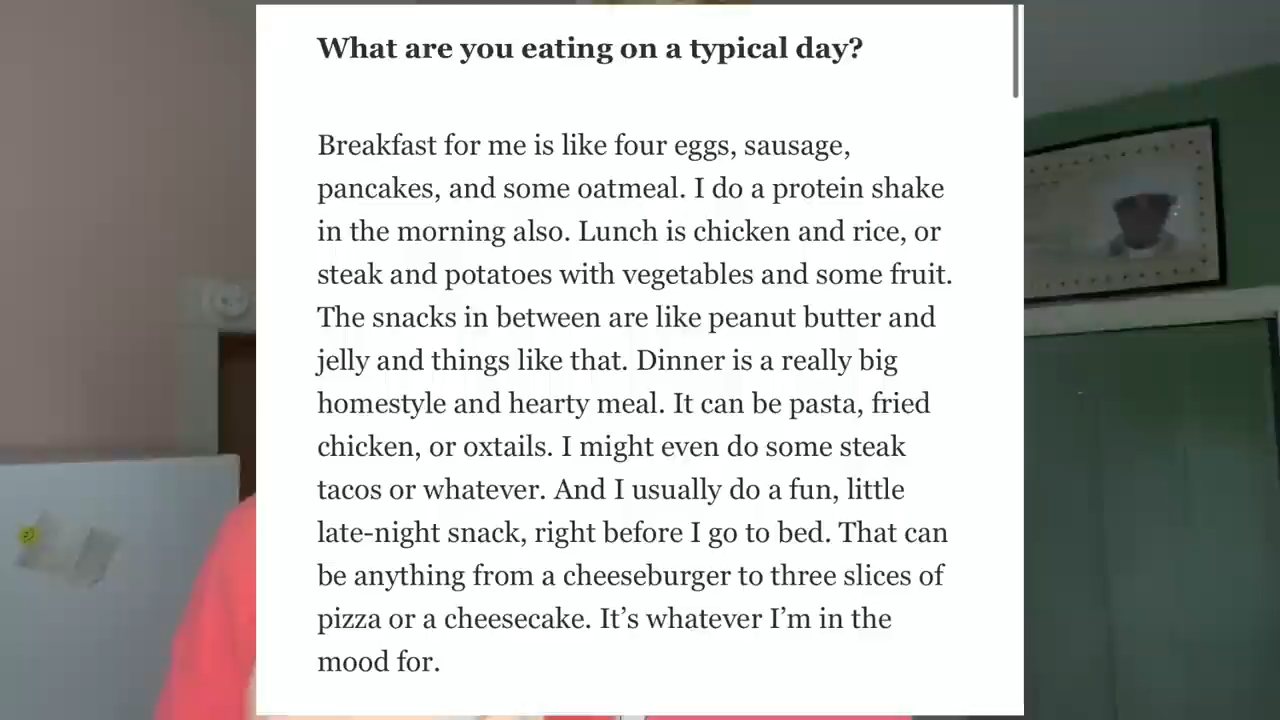 What are you eating on a typical day?
Breakfast for me is like four eggs, sausage,
pancakes, and some oatmeal. I do a protein shake
in the morning also. Lunch is chicken and rice, or
steak and potatoes with vegetables and some fruit.
The snacks in between are like peanut butter and
jelly and things like that. Dinner is a really big
homestyle and hearty meal. It can be pasta, fried
chicken, or oxtails. I might even do some steak
tacos or whatever. And I usually do a fun, little
late-night snack, right before I go to bed. That can
be anything from a cheeseburger to three slices of
pizza or a cheesecake. It’s whatever I’m in the
mood for.